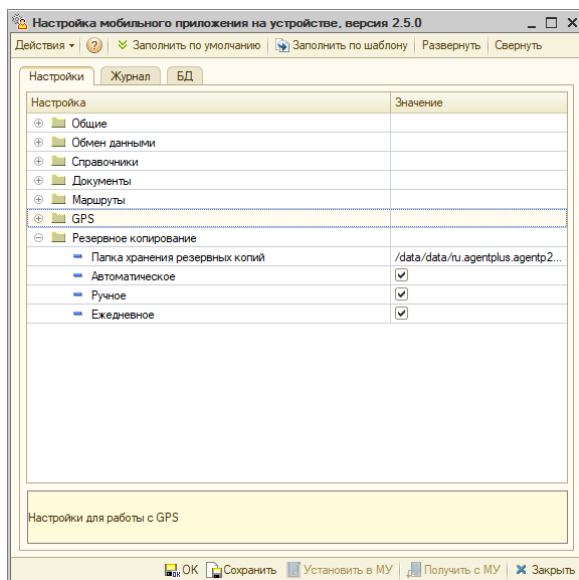 Настройка мобильного приложения на устройстве, версия 2.5.0
Действия Заполнить по умолчанию Заполнить по шаблону Развернуть Свернуть
Настройки Журнал БД
Настройка Значение
Общие
Обмен данными
Справочники
Документы
Маршруты
GPS
Резервное копирование
Папка хранения резервных копий /data/data/ru.agentplus.agentp2...
Автоматическое
Ручное
Ежедневное
Настройки для работы с GPS
OK Сохранить Установить в МУ Получить с МУ Закрыть